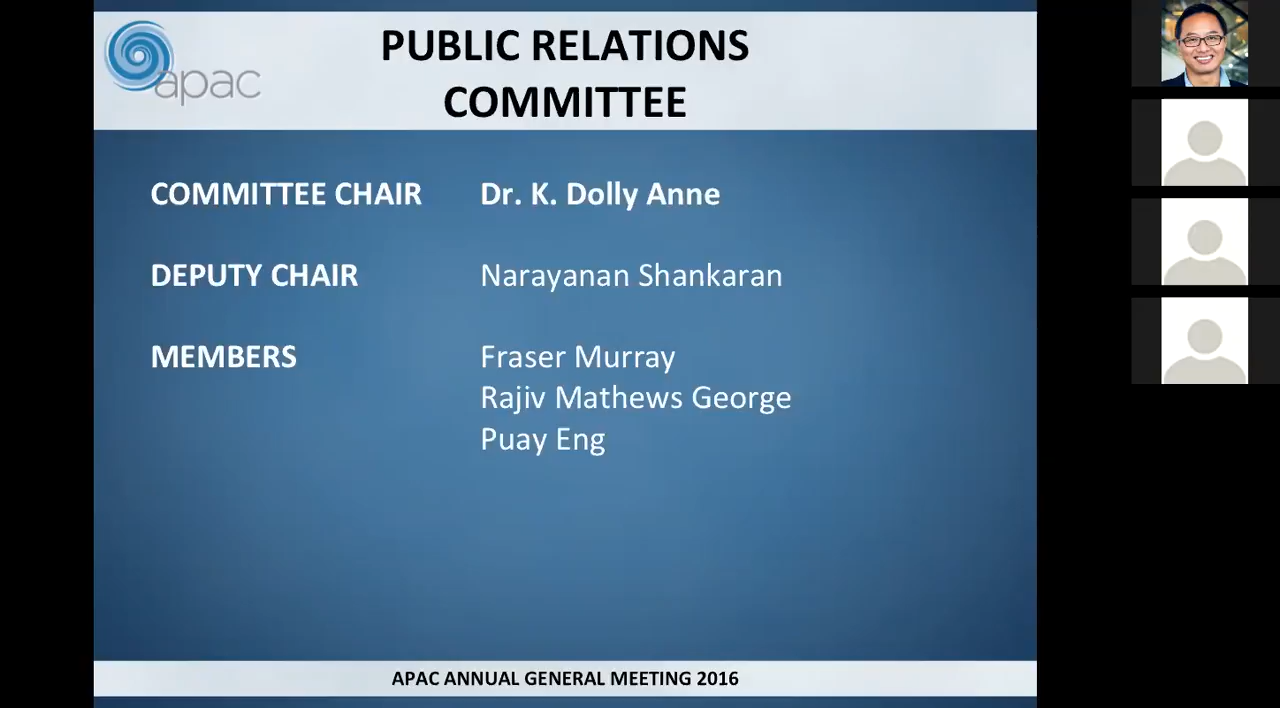 apac
PUBLIC RELATIONS
COMMITTEE
COMMITTEE CHAIR Dr. K. Dolly Anne
DEPUTY CHAIR Narayanan Shankaran
MEMBERS Fraser Murray
Rajiv Mathews George
Puay Eng
APAC ANNUAL GENERAL MEETING 2016